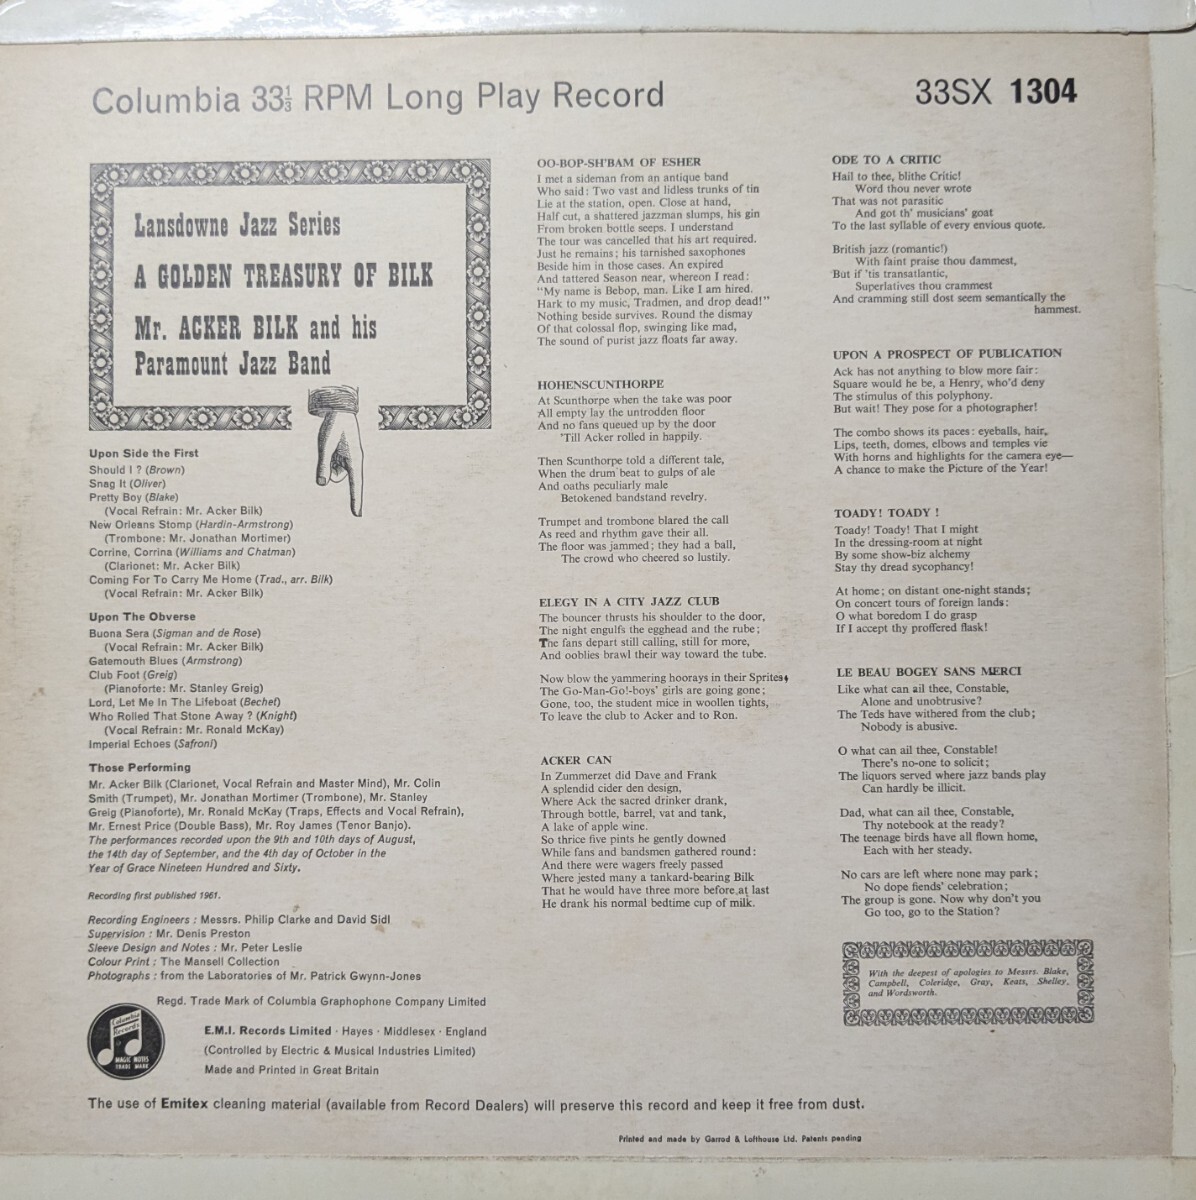 Columbia 33⅓ RPM Long Play Record
33SX 1304
Lansdowne Jazz Series
A GOLDEN TREASURY OF BILK
Mr. ACKER BILK and his
Paramount Jazz Band
Upon Side the First
Should I ? (Brown)
Snag It (Oliver)
Pretty Boy (Blake)
(Vocal Refrain: Mr. Acker Bilk)
New Orleans Stomp (Hardin-Armstrong)
(Trombone: Mr. Jonathan Mortimer)
Corrine, Corrina (Williams and Chatman)
(Clarionet: Mr. Acker Bilk)
Coming For To Carry Me Home (Trad., arr. Bilk)
(Vocal Refrain: Mr. Acker Bilk)
Upon The Obverse
Buona Sera (Sigman and de Rose)
(Vocal Refrain: Mr. Acker Bilk)
Gatemouth Blues (Armstrong)
Club Foot (Greig)
(Pianoforte: Mr. Stanley Greig)
Lord, Let Me In The Lifeboat (Bechet)
Who Rolled That Stone Away ? (Knight)
(Vocal Refrain: Mr. Ronald McKay)
Imperial Echoes (Safroni)
Those Performing
Mr. Acker Bilk (Clarionet, Vocal Refrain and Master Mind), Mr. Colin
Smith (Trumpet), Mr. Jonathan Mortimer (Trombone), Mr. Stanley
Greig (Pianoforte), Mr. Ronald McKay (Traps, Effects and Vocal Refrain),
Mr. Ernest Price (Double Bass), Mr. Roy James (Tenor Banjo).
The performances recorded upon the 9th and 10th days of August,
the 14th day of September, and the 4th day of October in the
Year of Grace Nineteen Hundred and Sixty.
Recording first published 1961.
Recording Engineers : Messrs. Philip Clarke and David Sidl
Supervision : Mr. Denis Preston
Sleeve Design and Notes : Mr. Peter Leslie
Colour Print : The Mansell Collection
Photographs : from the Laboratories of Mr. Patrick Gwynn-Jones
Regd. Trade Mark of Columbia Graphophone Company Limited
Columbia
Records
MAGIC NOTES
TRADE MARK
E.M.I. Records Limited · Hayes · Middlesex · England
(Controlled by Electric & Musical Industries Limited)
Made and Printed in Great Britain
OO-BOP-SH'BAM OF ESHER
I met a sideman from an antique band
Who said: Two vast and lidless trunks of tin
Lie at the station, open. Close at hand,
Half cut, a shattered jazzman slumps, his gin
From broken bottle seeps. I understand
The tour was cancelled that his art required.
Just he remains; his tarnished saxophones
Beside him in those cases. An expired
And tattered Season near, whereon I read:
"My name is Bebop, man. Like I am hired.
Hark to my music, Tradmen, and drop dead!"
Nothing beside survives. Round the dismay
Of that colossal flop, swinging like mad,
The sound of purist jazz floats far away.
HOHENSCUNTHORPE
At Scunthorpe when the take was poor
All empty lay the untrodden floor
And no fans queued up by the door
'Till Acker rolled in happily.
Then Scunthorpe told a different tale,
When the drum beat to gulps of ale
And oaths peculiarly male
Betokened bandstand revelry.
Trumpet and trombone blared the call
As reed and rhythm gave their all.
The floor was jammed; they had a ball,
The crowd who cheered so lustily.
ELEGY IN A CITY JAZZ CLUB
The bouncer thrusts his shoulder to the door,
The night engulfs the egghead and the rube;
The fans depart still calling, still for more,
And ooblies brawl their way toward the tube.
Now blow the yammering hoorays in their Sprites,
The Go-Man-Go!-boys' girls are going gone;
Gone, too, the student mice in woollen tights,
To leave the club to Acker and to Ron.
ACKER CAN
In Zummerzet did Dave and Frank
A splendid cider den design,
Where Ack the sacred drinker drank,
Through bottle, barrel, vat and tank,
A lake of apple wine.
So thrice five pints he gently downed
While fans and bandsmen gathered round:
And there were wagers freely passed
Where jested many a tankard-bearing Bilk
That he would have three more before at last
He drank his normal bedtime cup of milk.
ODE TO A CRITIC
Hail to thee, blithe Critic!
Word thou never wrote
That was not parasitic
And got th' musicians' goat
To the last syllable of every envious quote.
British jazz (romantic!)
With faint praise thou dammest,
But if 'tis transatlantic,
Superlatives thou crammest
And cramming still dost seem semantically the
hammest.
UPON A PROSPECT OF PUBLICATION
Ack has not anything to blow more fair:
Square would he be, a Henry, who'd deny
The stimulus of this polyphony.
But wait! They pose for a photographer!
The combo shows its paces: eyeballs, hair,
Lips, teeth, domes, elbows and temples vie
With horns and highlights for the camera eye—
A chance to make the Picture of the Year!
TOADY! TOADY !
Toady! Toady! That I might
In the dressing-room at night
By some show-biz alchemy
Stay thy dread sycophancy!
At home; on distant one-night stands;
On concert tours of foreign lands:
O what boredom I do grasp
If I accept thy proffered flask!
LE BEAU BOGEY SANS MERCI
Like what can ail thee, Constable,
Alone and unobtrusive?
The Teds have withered from the club;
Nobody is abusive.
O what can ail thee, Constable!
There's no-one to solicit;
The liquors served where jazz bands play
Can hardly be illicit.
Dad, what can ail thee, Constable,
Thy notebook at the ready?
The teenage birds have all flown home,
Each with her steady.
No cars are left where none may park;
No dope fiends' celebration;
The group is gone. Now why don't you
Go too, go to the Station?
With the deepest of apologies to Messrs. Blake,
Campbell, Coleridge, Gray, Keats, Shelley,
and Wordsworth.
The use of Emitex cleaning material (available from Record Dealers) will preserve this record and keep it free from dust.
Printed and made by Garrod & Lofthouse Ltd. Patents pending